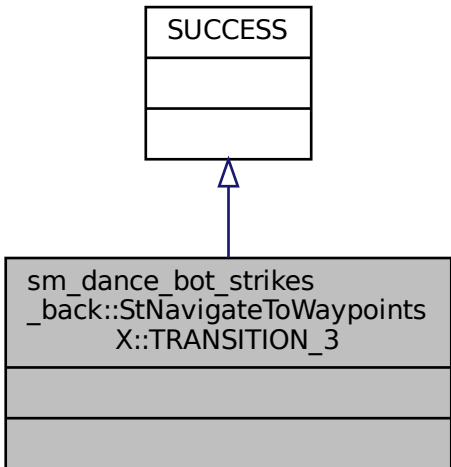 SUCCESS
sm_dance_bot_strikes
_back::StNavigateToWaypoints
X::TRANSITION_3